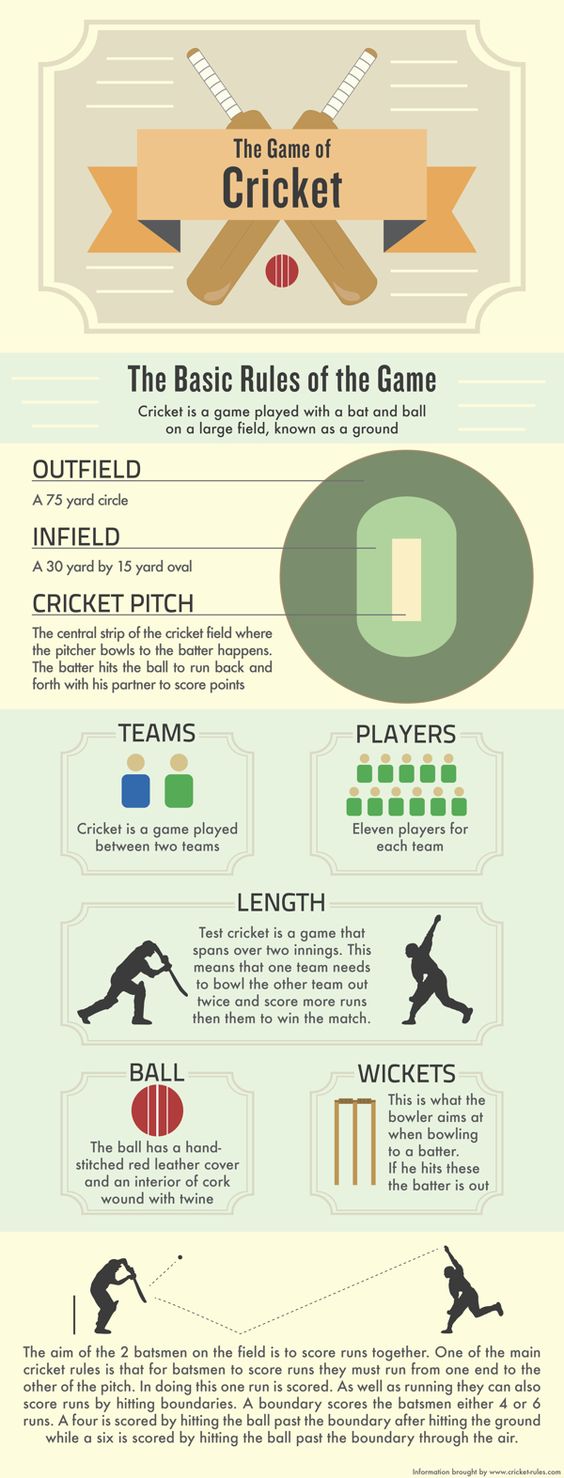 The Game of
Cricket
The Basic Rules of the Game
Cricket is a game played with a bat and ball
on a large field, known as a ground
OUTFIELD
A 75 yard circle
INFIELD
A 30 yard by 15 yard oval
CRICKET PITCH
The central strip of the cricket field where
the pitcher bowls to the batter happens.
The batter hits the ball to run back and
forth with his partner to score points
TEAMS
Cricket is a game played
between two teams
PLAYERS
Eleven players for
each team
LENGTH
Test cricket is a game that
spans over two innings. This
means that one team needs
to bowl the other team out
twice and score more runs
then them to win the match.
BALL
The ball has a hand-
stitched red leather cover
and an interior of cork
wound with twine
WICKETS
This is what the
bowler aims at
when bowling
to a batter.
If he hits these
the batter is out
The aim of the 2 batsmen on the field is to score runs together. One of the main
cricket rules is that for batsmen to score runs they must run from one end to the
other of the pitch. In doing this one run is scored. As well as running they can also
score runs by hitting boundaries. A boundary scores the batsmen either 4 or 6
runs. A four is scored by hitting the ball past the boundary after hitting the ground
while a six is scored by hitting the ball past the boundary through the air.
Information brought by www.cricket-rules.com